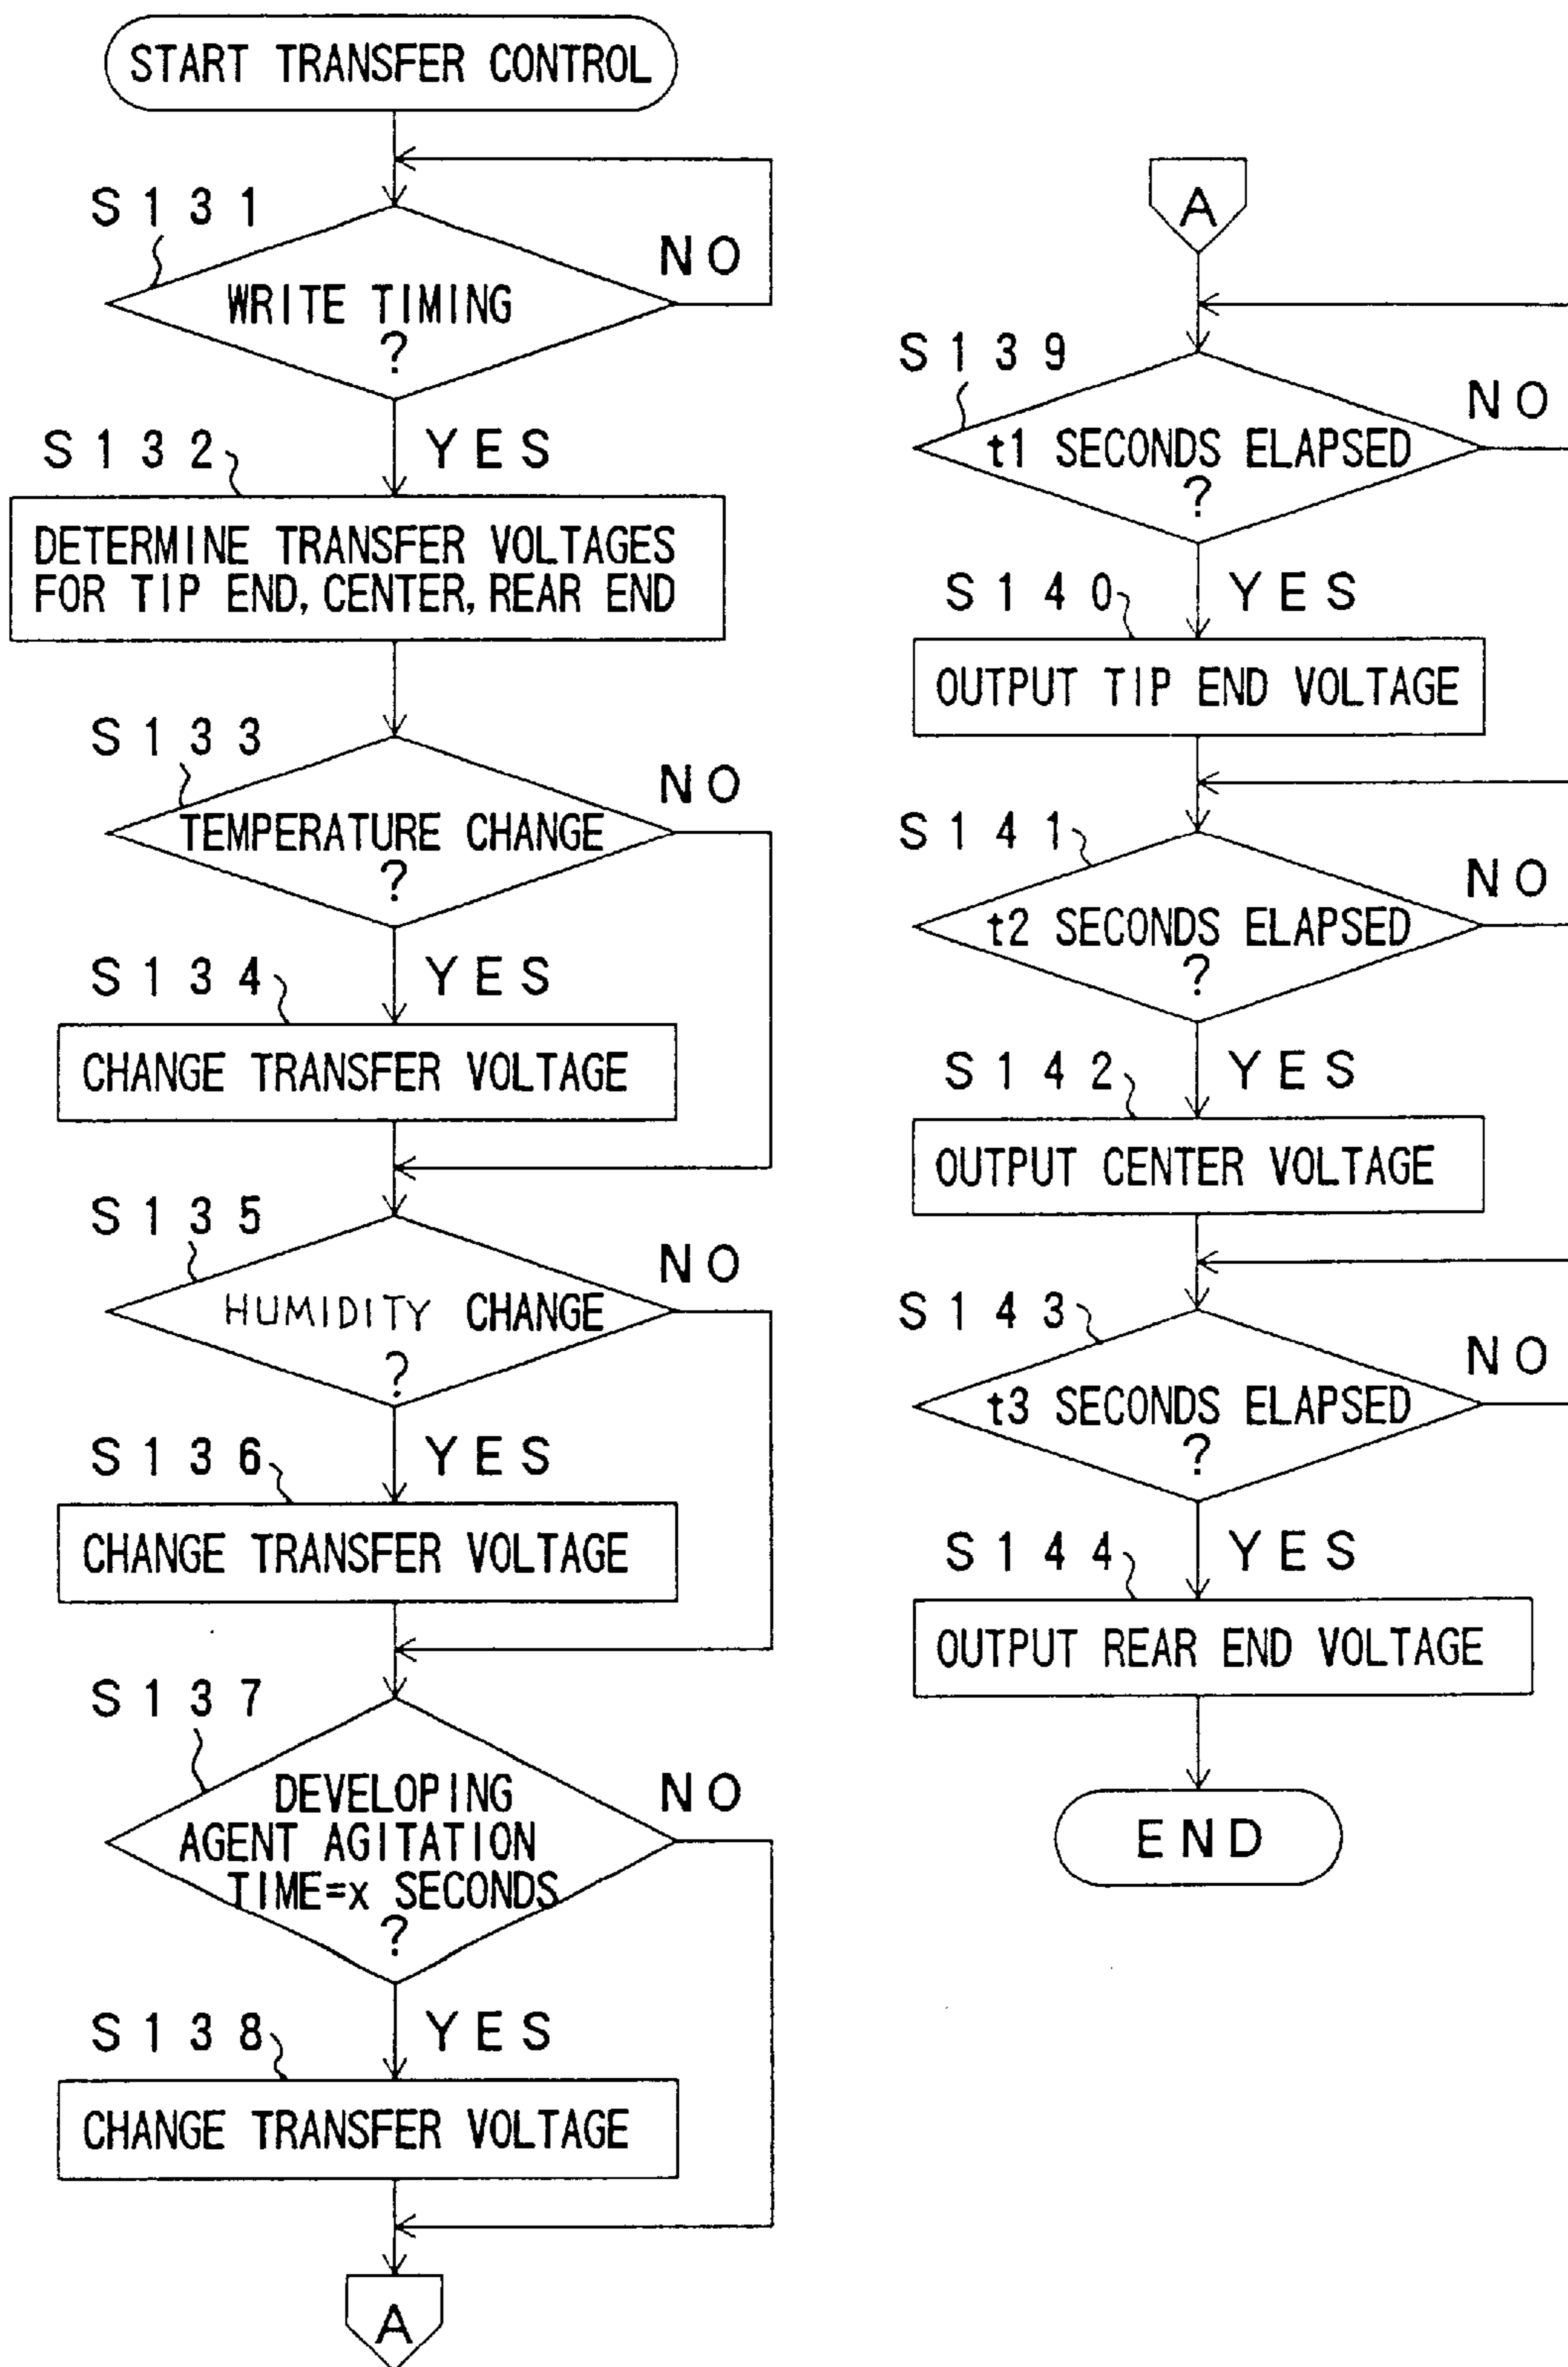 START TRANSFER CONTROL
S131
NO
WRITE TIMING
?
YES
S132
DETERMINE TRANSFER VOLTAGES
FOR TIP END, CENTER, REAR END
S133
NO
TEMPERATURE CHANGE
?
S134
YES
CHANGE TRANSFER VOLTAGE
S135
NO
HUMIDITY CHANGE
?
S136
YES
CHANGE TRANSFER VOLTAGE
S137
NO
DEVELOPING
AGENT AGITATION
TIME=x SECONDS
?
S138
YES
CHANGE TRANSFER VOLTAGE
A
A
S139
NO
t1 SECONDS ELAPSED
?
S140
YES
OUTPUT TIP END VOLTAGE
S141
NO
t2 SECONDS ELAPSED
?
S142
YES
OUTPUT CENTER VOLTAGE
S143
NO
t3 SECONDS ELAPSED
?
S144
YES
OUTPUT REAR END VOLTAGE
END